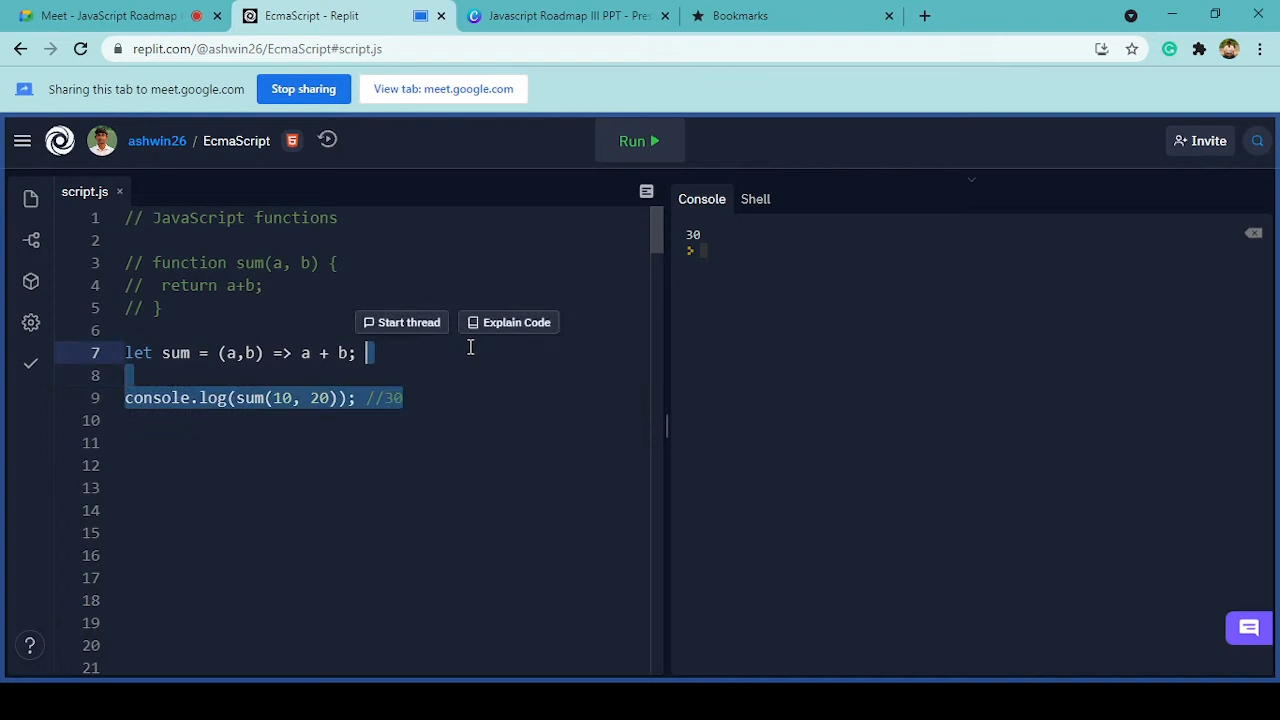 Meet - JavaScript Roadmap
EcmaScript - Replit
Javascript Roadmap III PPT - Pres
Bookmarks
replit.com/@ashwin26/EcmaScript#script.js
Sharing this tab to meet.google.com
Stop sharing
View tab: meet.google.com
ashwin26 / EcmaScript
Run
Invite
script.js
Console
Shell
1 // JavaScript functions
2
3 // function sum(a, b) {
4 //  return a+b;
5 // }
Start thread
Explain Code
6
7 let sum = (a,b) => a + b;
8
9 console.log(sum(10, 20)); //30
10
11
12
13
14
15
16
17
18
19
20
21
30
?